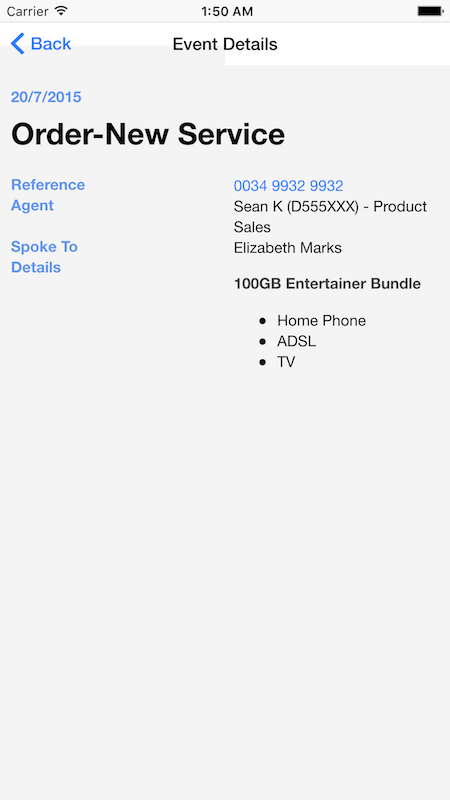 Carrier 1:50 AM
Back Event Details
20/7/2015
Order-New Service
Reference 0034 9932 9932
Agent Sean K (D555XXX) - Product
Sales
Spoke To Elizabeth Marks
Details
100GB Entertainer Bundle
• Home Phone
• ADSL
• TV